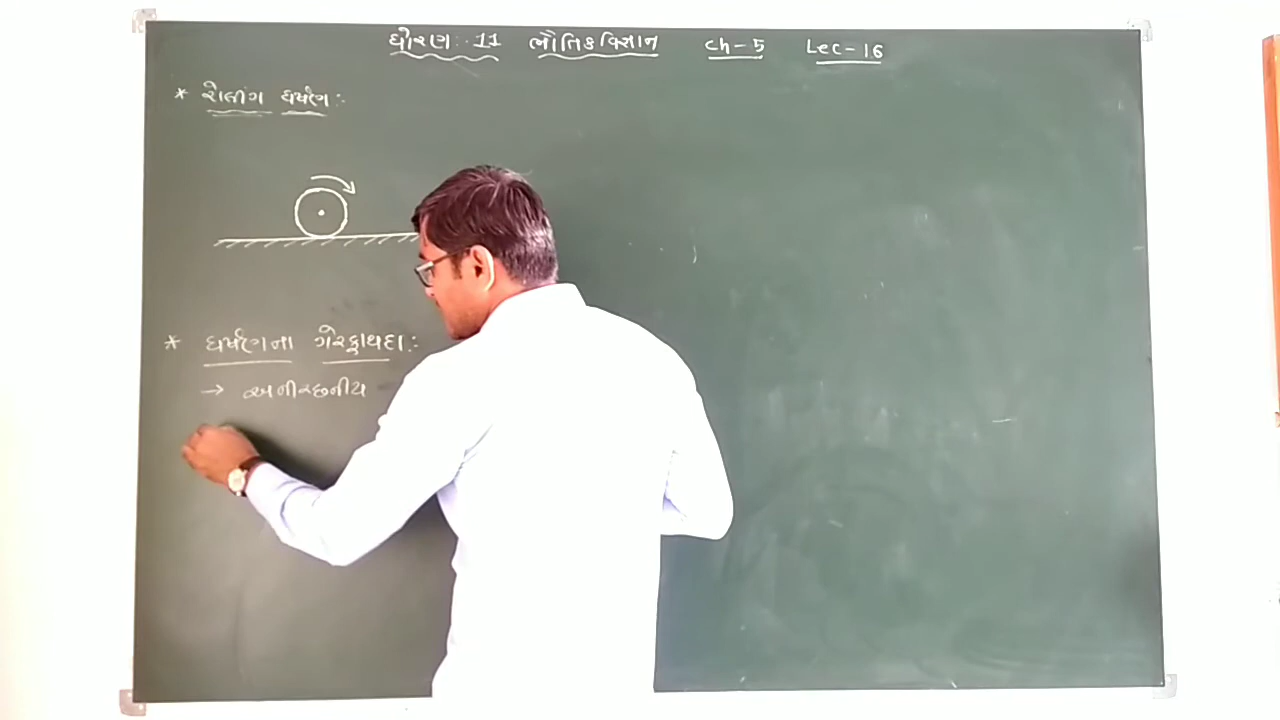 ધોરણ :- 11 ભૌતિકવિજ્ઞાન Ch-5 Lec-16
* રોલીંગ ઘર્ષણ :-
* ઘર્ષણના ગેરફાયદા :-
→ અનીચ્છનીય